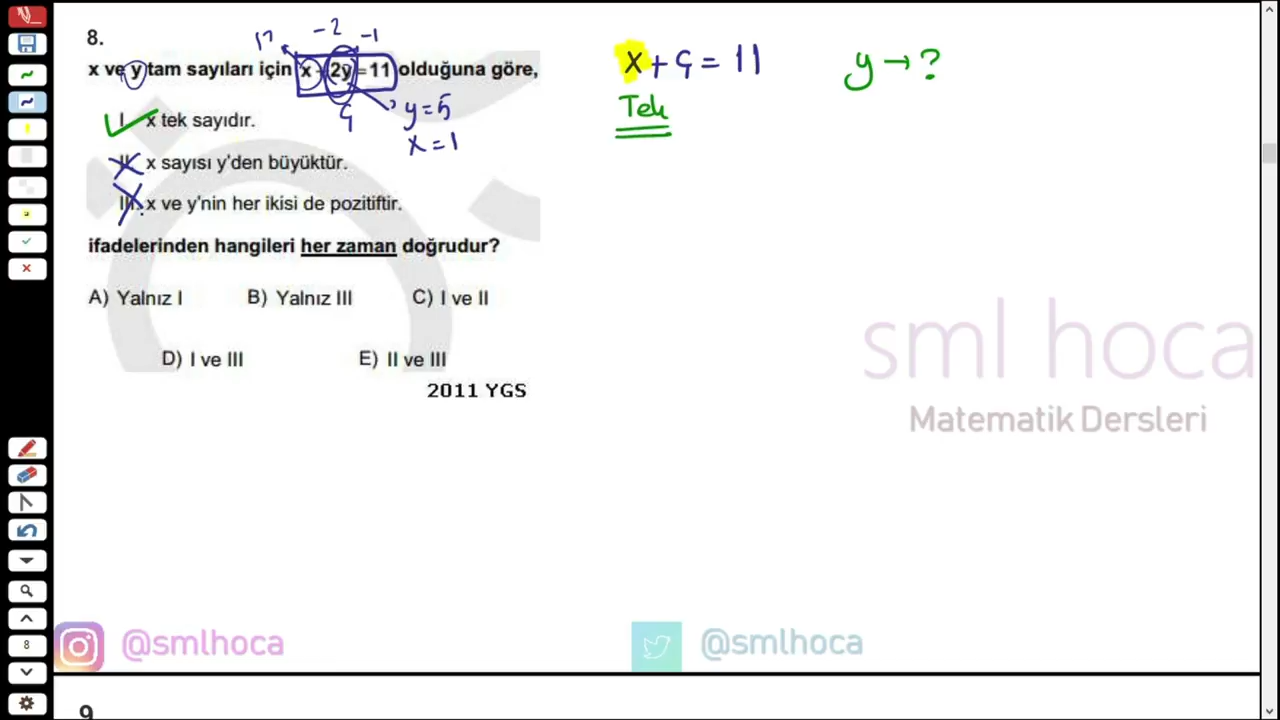 8.
-2
-1
13
x ve y tam sayıları için x + 2y = 11 olduğuna göre,
x + Ç = 11
y → ?
Ç
y = 5
x = 1
Tek
I. x tek sayıdır.
II. x sayısı y'den büyüktür.
III. x ve y'nin her ikisi de pozitiftir.
ifadelerinden hangileri her zaman doğrudur?
A) Yalnız I B) Yalnız III C) I ve II
D) I ve III E) II ve III
2011 YGS
sml hoca
Matematik Dersleri
@smlhoca
@smlhoca
8
9